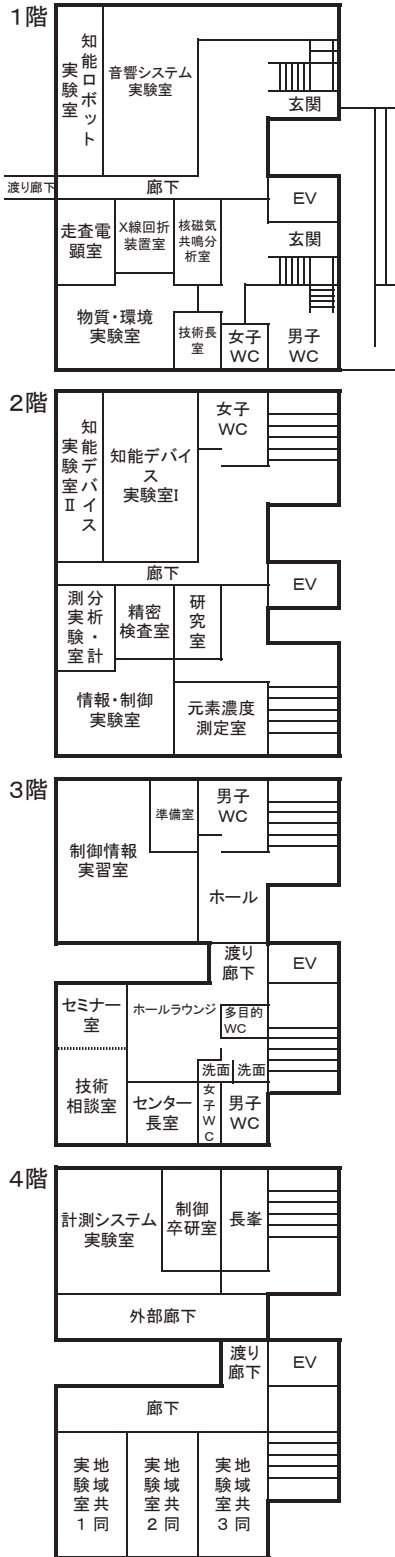 1階
知能ロボット
実験室
音響システム
実験室
玄関
渡り廊下
廊下
EV
走査電
顕室
X線回折
装置室
核磁気
共鳴分
析室
玄関
物質・環境
実験室
技術長
室
女子
WC
男子
WC
2階
知能デバイス
実験室Ⅱ
知能デバイ
ス
実験室I
女子
WC
廊下
EV
分析・計
測実験室
精密
検査室
研究室
情報・制御
実験室
元素濃度
測定室
3階
制御情報
実習室
準備室
男子
WC
ホール
渡り
廊下
EV
セミナー
室
ホールラウンジ
多目的
WC
技術
相談室
洗面
洗面
センター
長室
女子WC
男子
WC
4階
計測システム
実験室
制御
卒研室
長峯
外部廊下
渡り
廊下
EV
廊下
地域共同
実験室1
地域共同
実験室2
地域共同
実験室3